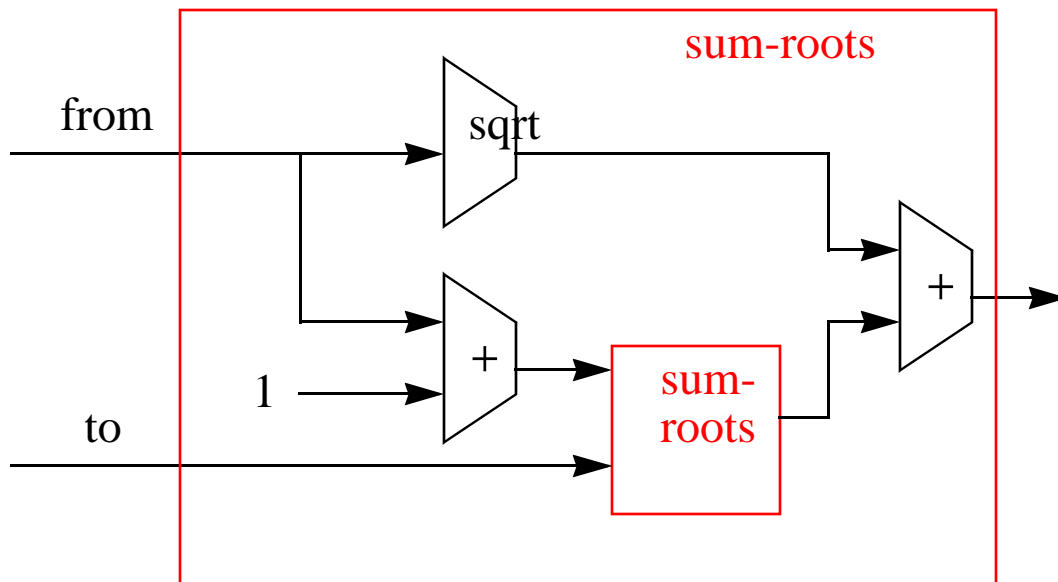 sum-roots
from
sqrt
+
+
sum-
roots
1
to